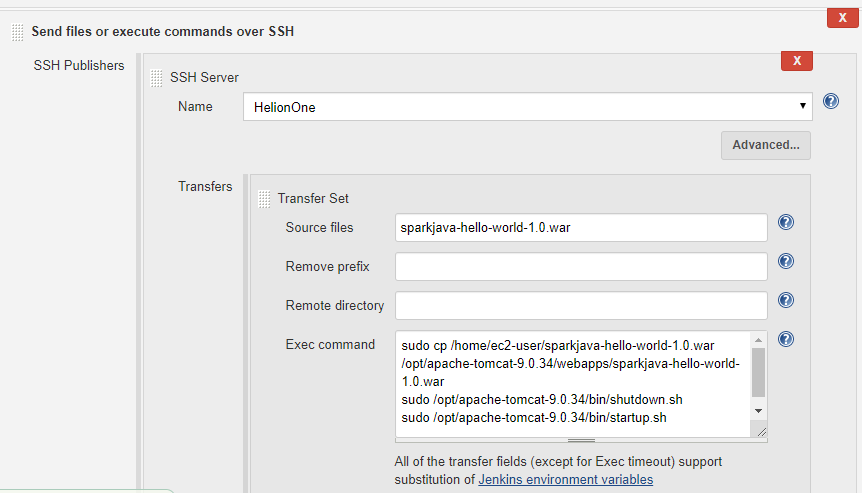 X
Send files or execute commands over SSH
SSH Publishers
X
SSH Server
Name
HelionOne
?
Advanced...
Transfers
Transfer Set
Source files
sparkjava-hello-world-1.0.war
?
Remove prefix
?
Remote directory
?
Exec command
sudo cp /home/ec2-user/sparkjava-hello-world-1.0.war
/opt/apache-tomcat-9.0.34/webapps/sparkjava-hello-world-
1.0.war
sudo /opt/apache-tomcat-9.0.34/bin/shutdown.sh
sudo /opt/apache-tomcat-9.0.34/bin/startup.sh
?
All of the transfer fields (except for Exec timeout) support
substitution of Jenkins environment variables